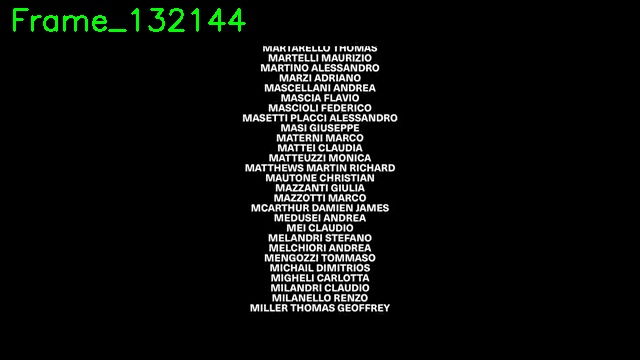 Frame_132144
MARTARELLO THOMAS
MARTELLI MAURIZIO
MARTINO ALESSANDRO
MARZI ADRIANO
MASCELLANI ANDREA
MASCIA FLAVIO
MASCIOLI FEDERICO
MASETTI PLACCI ALESSANDRO
MASI GIUSEPPE
MATERNI MARCO
MATTEI CLAUDIA
MATTEUZZI MONICA
MATTHEWS MARTIN RICHARD
MAUTONE CHRISTIAN
MAZZANTI GIULIA
MAZZOTTI MARCO
MCARTHUR DAMIEN JAMES
MEDUSEI ANDREA
MEI CLAUDIO
MELANDRI STEFANO
MELCHIORI ANDREA
MENGOZZI TOMMASO
MICHAIL DIMITRIOS
MIGHELI CARLOTTA
MILANDRI CLAUDIO
MILANELLO RENZO
MILLER THOMAS GEOFFREY